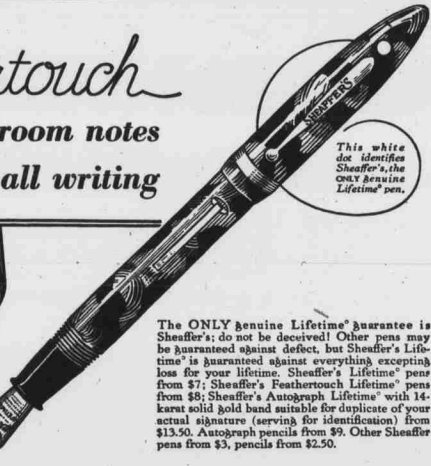 touch
room notes
all writing
SHEAFFER'S
This white
dot identifies
Sheaffer's, the
ONLY genuine
Lifetime° pen.
The ONLY genuine Lifetime° guarantee is
Sheaffer's; do not be deceived! Other pens may
be guaranteed against defect, but Sheaffer's Life-
time° is guaranteed against everything excepting
loss for your lifetime. Sheaffer's Lifetime° pens
from $7; Sheaffer's Feathertouch Lifetime° pens
from $8; Sheaffer's Autograph Lifetime° with 14-
karat solid gold band suitable for duplicate of your
actual signature (serving for identification) from
$13.50. Autograph pencils from $9. Other Sheaffer
pens from $3, pencils from $2.50.